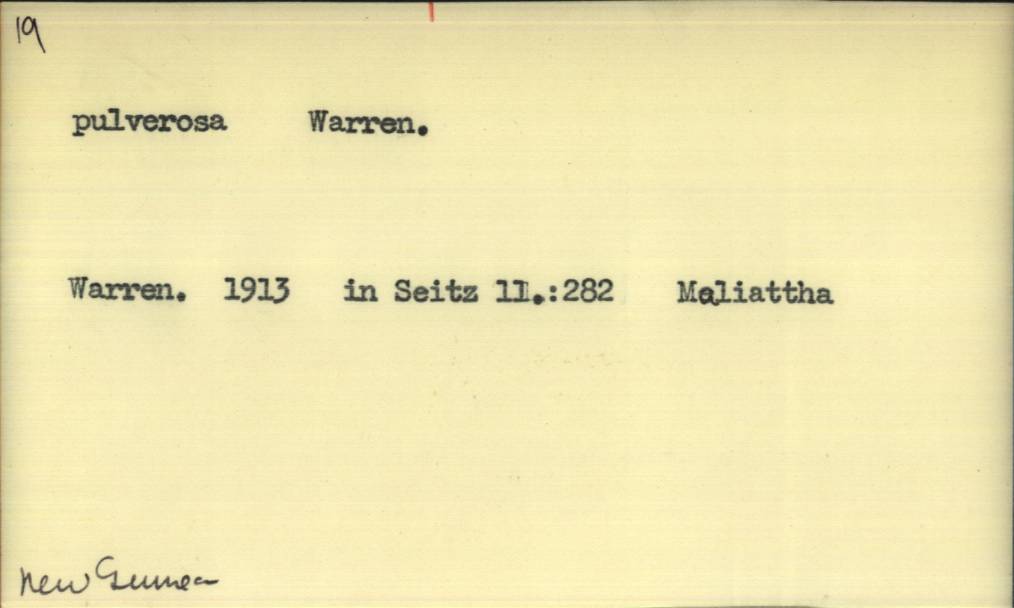 19
pulverosa Warren.
Warren. 1913 in Seitz 11.:282 Maliattha
New Guinea